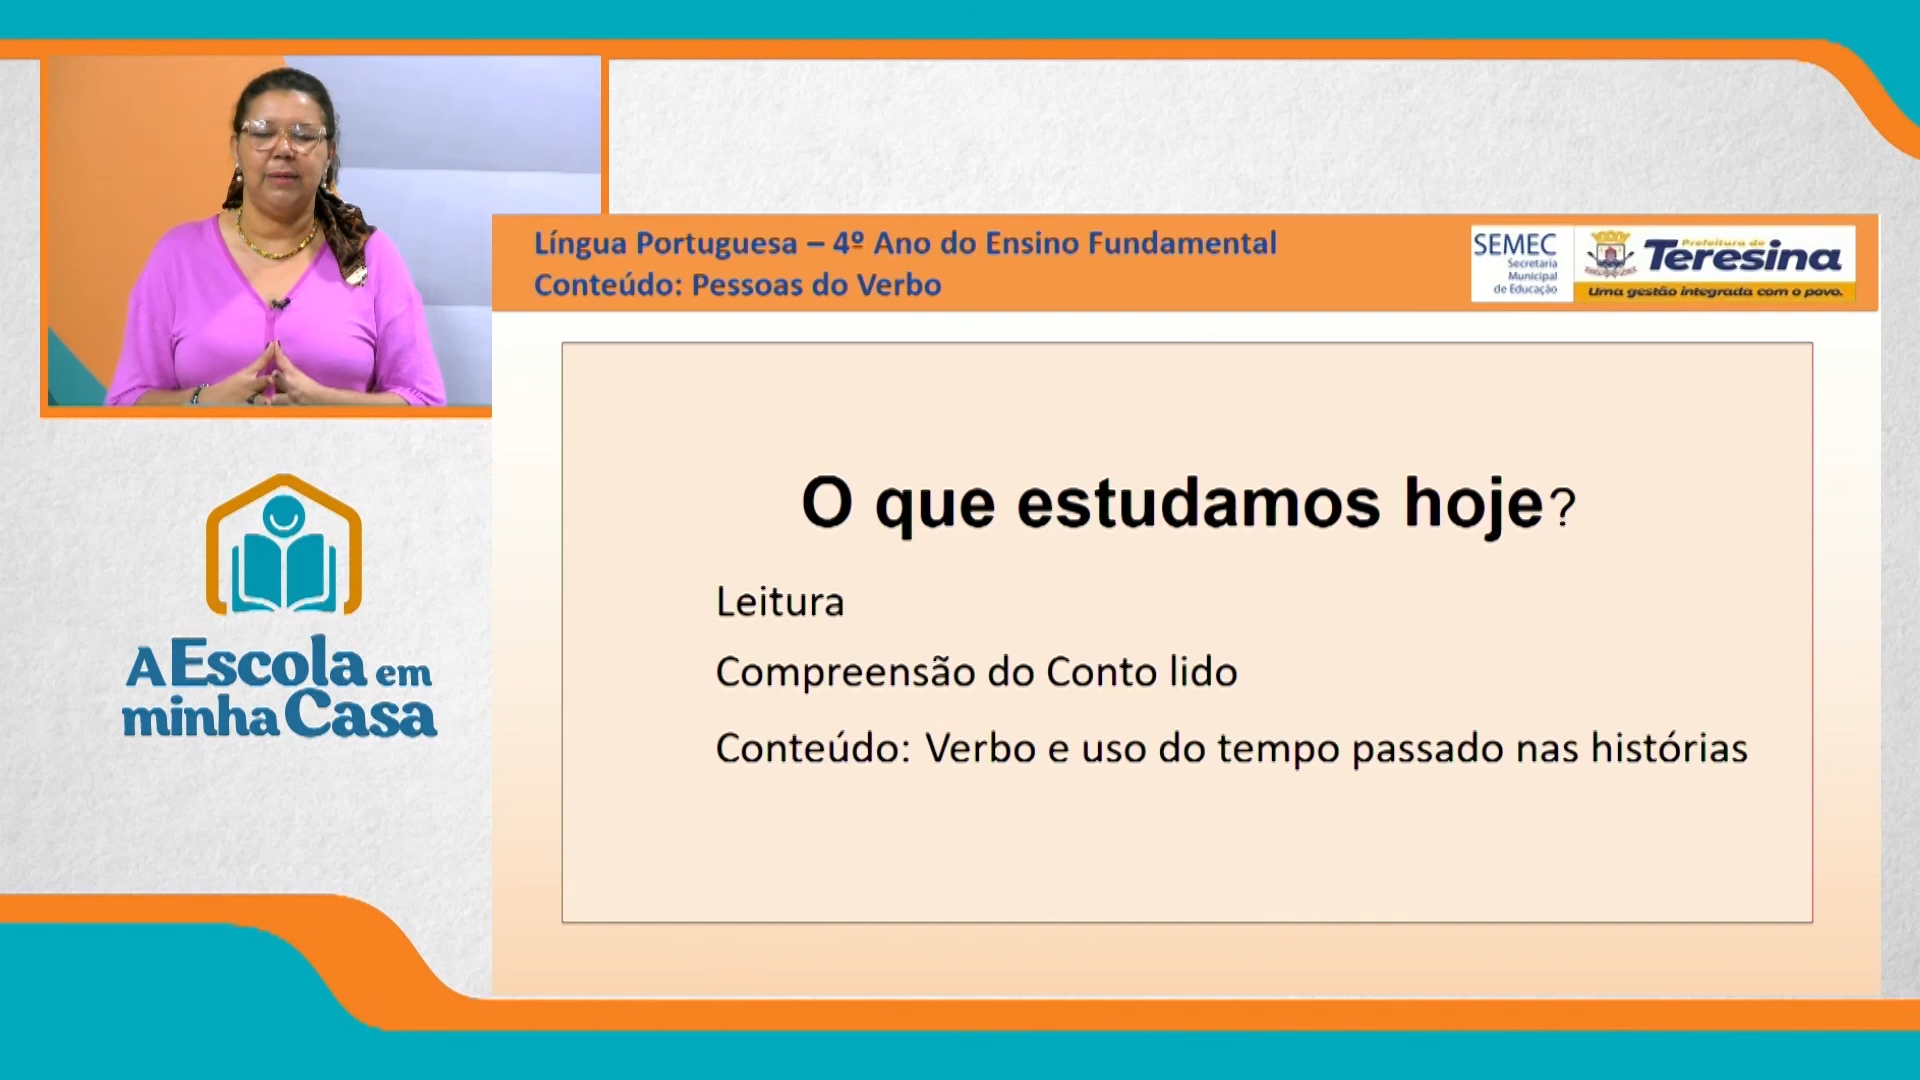 Língua Portuguesa – 4º Ano do Ensino Fundamental
Conteúdo: Pessoas do Verbo
SEMEC
Secretaria
Municipal
de Educação
Prefeitura de
Teresina
Uma gestão integrada com o povo.
O que estudamos hoje?
Leitura
Compreensão do Conto lido
Conteúdo: Verbo e uso do tempo passado nas histórias
A Escola em
minha Casa